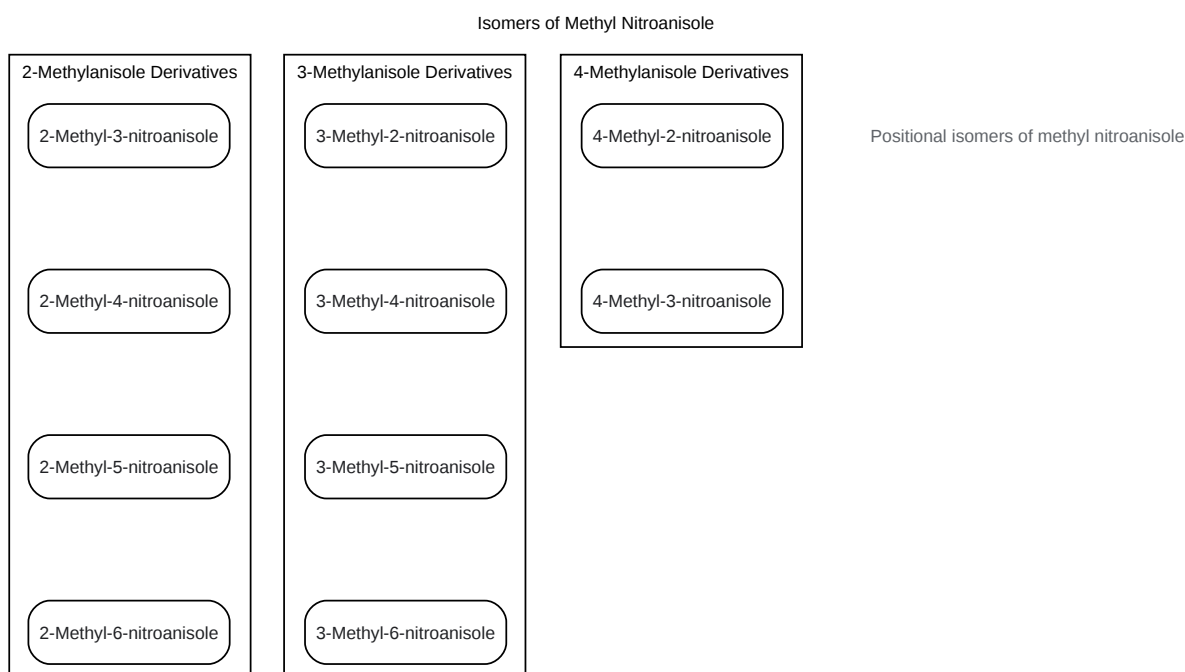 Isomers of Methyl Nitroanisole
2-Methylanisole Derivatives
2-Methyl-3-nitroanisole
2-Methyl-4-nitroanisole
2-Methyl-5-nitroanisole
2-Methyl-6-nitroanisole
3-Methylanisole Derivatives
3-Methyl-2-nitroanisole
3-Methyl-4-nitroanisole
3-Methyl-5-nitroanisole
3-Methyl-6-nitroanisole
4-Methylanisole Derivatives
4-Methyl-2-nitroanisole
4-Methyl-3-nitroanisole
Positional isomers of methyl nitroanisole